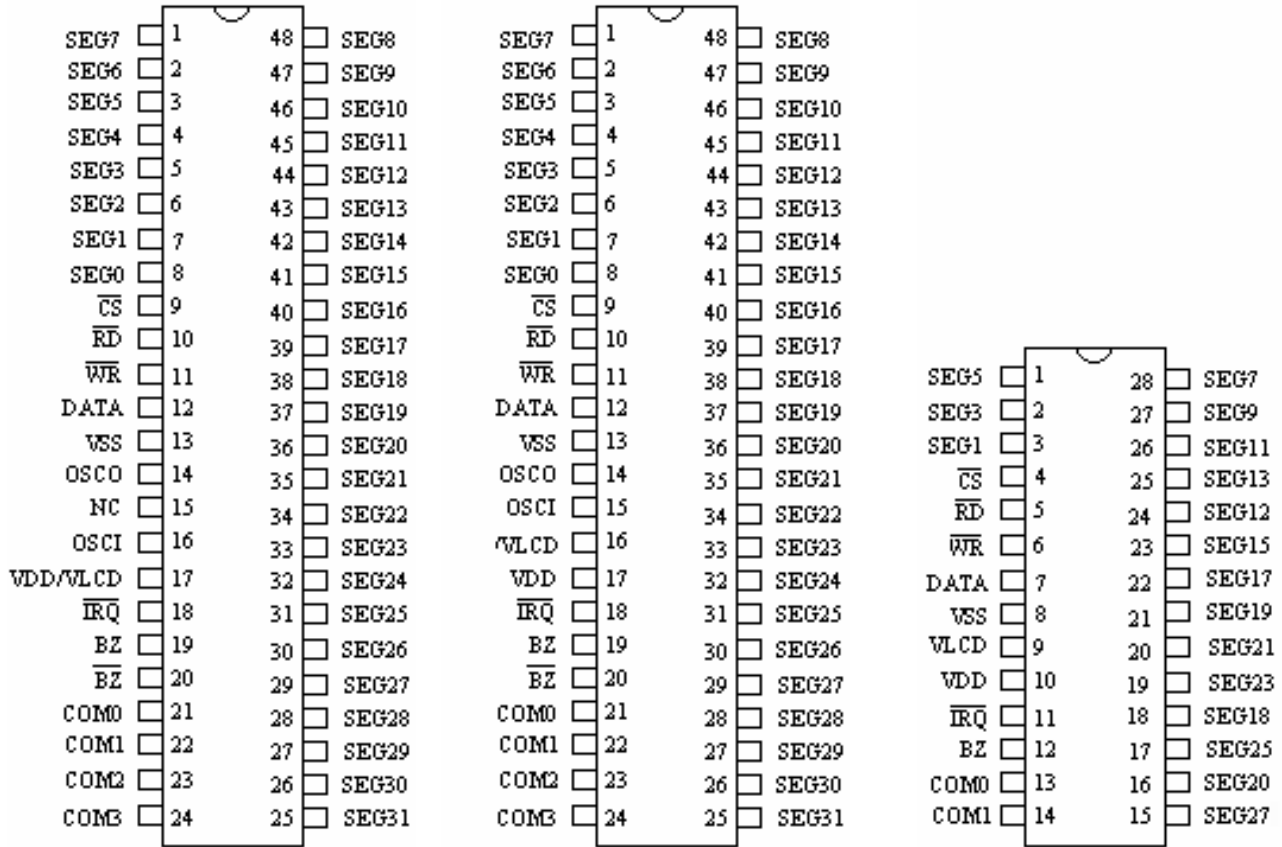 SEG7 1 48 SEG8
SEG6 2 47 SEG9
SEG5 3 46 SEG10
SEG4 4 45 SEG11
SEG3 5 44 SEG12
SEG2 6 43 SEG13
SEG1 7 42 SEG14
SEG0 8 41 SEG15
CS 9 40 SEG16
RD 10 39 SEG17
WR 11 38 SEG18
DATA 12 37 SEG19
VSS 13 36 SEG20
OSCO 14 35 SEG21
NC 15 34 SEG22
OSCI 16 33 SEG23
VDD/VLCD 17 32 SEG24
IRQ 18 31 SEG25
BZ 19 30 SEG26
BZ 20 29 SEG27
COM0 21 28 SEG28
COM1 22 27 SEG29
COM2 23 26 SEG30
COM3 24 25 SEG31
SEG7 1 48 SEG8
SEG6 2 47 SEG9
SEG5 3 46 SEG10
SEG4 4 45 SEG11
SEG3 5 44 SEG12
SEG2 6 43 SEG13
SEG1 7 42 SEG14
SEG0 8 41 SEG15
CS 9 40 SEG16
RD 10 39 SEG17
WR 11 38 SEG18
DATA 12 37 SEG19
VSS 13 36 SEG20
OSCO 14 35 SEG21
OSCI 15 34 SEG22
/VLCD 16 33 SEG23
VDD 17 32 SEG24
IRQ 18 31 SEG25
BZ 19 30 SEG26
BZ 20 29 SEG27
COM0 21 28 SEG28
COM1 22 27 SEG29
COM2 23 26 SEG30
COM3 24 25 SEG31
SEG5 1 28 SEG7
SEG3 2 27 SEG9
SEG1 3 26 SEG11
CS 4 25 SEG13
RD 5 24 SEG12
WR 6 23 SEG15
DATA 7 22 SEG17
VSS 8 21 SEG19
VLCD 9 20 SEG21
VDD 10 19 SEG23
IRQ 11 18 SEG18
BZ 12 17 SEG25
COM0 13 16 SEG20
COM1 14 15 SEG27